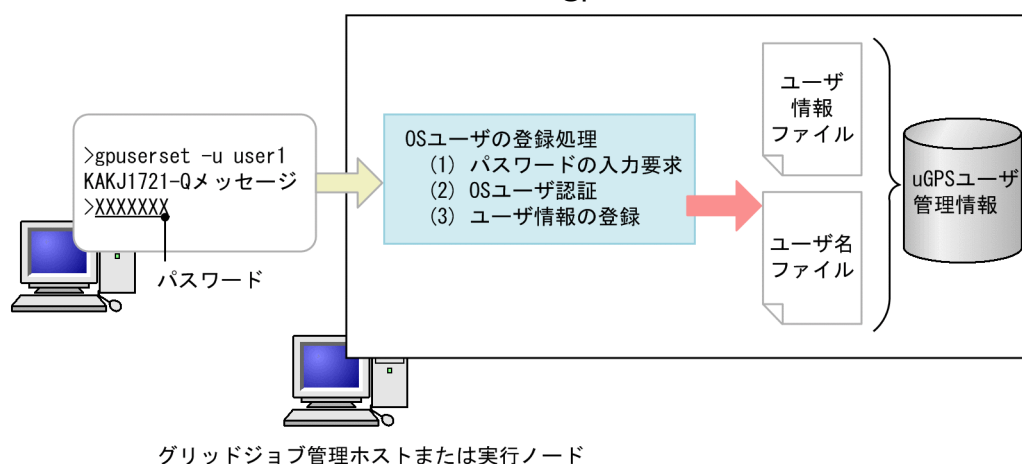 >gpuserset -u user1
KAKJ1721-Qメッセージ
>XXXXXXX
パスワード
OSユーザの登録処理
(1) パスワードの入力要求
(2) OSユーザ認証
(3) ユーザ情報の登録
ユーザ
情報
ファイル
ユーザ名
ファイル
uGPSユーザ
管理情報
グリッドジョブ管理ホストまたは実行ノード